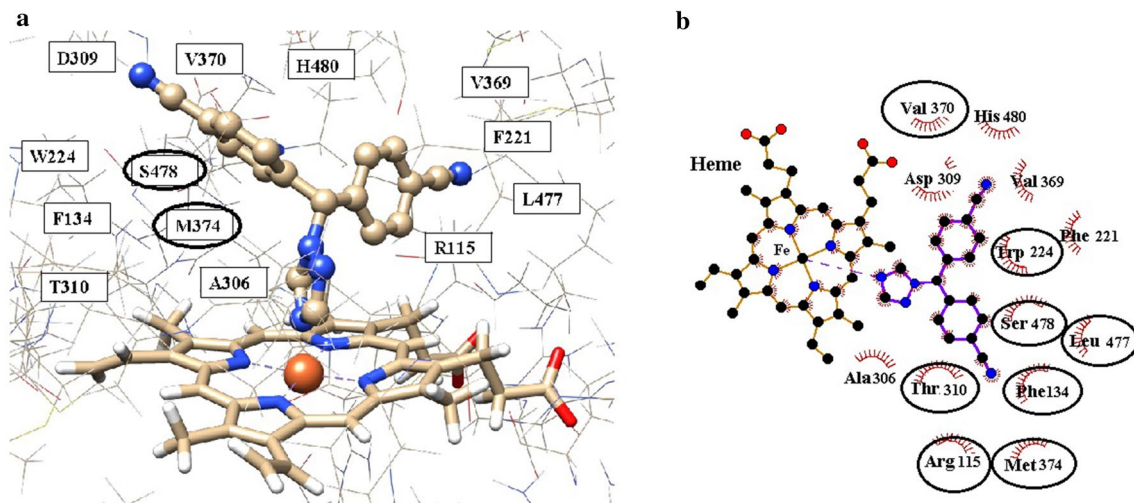 a
D309
V370
H480
V369
F221
W224
S478
L477
F134
M374
R115
T310
A306
b
Val 370
His 480
Heme
Asp 309
Val 369
Phe 221
Trp 224
Fe
Ser 478
Leu 477
Ala306
Thr 310
Phe134
Arg 115
Met 374